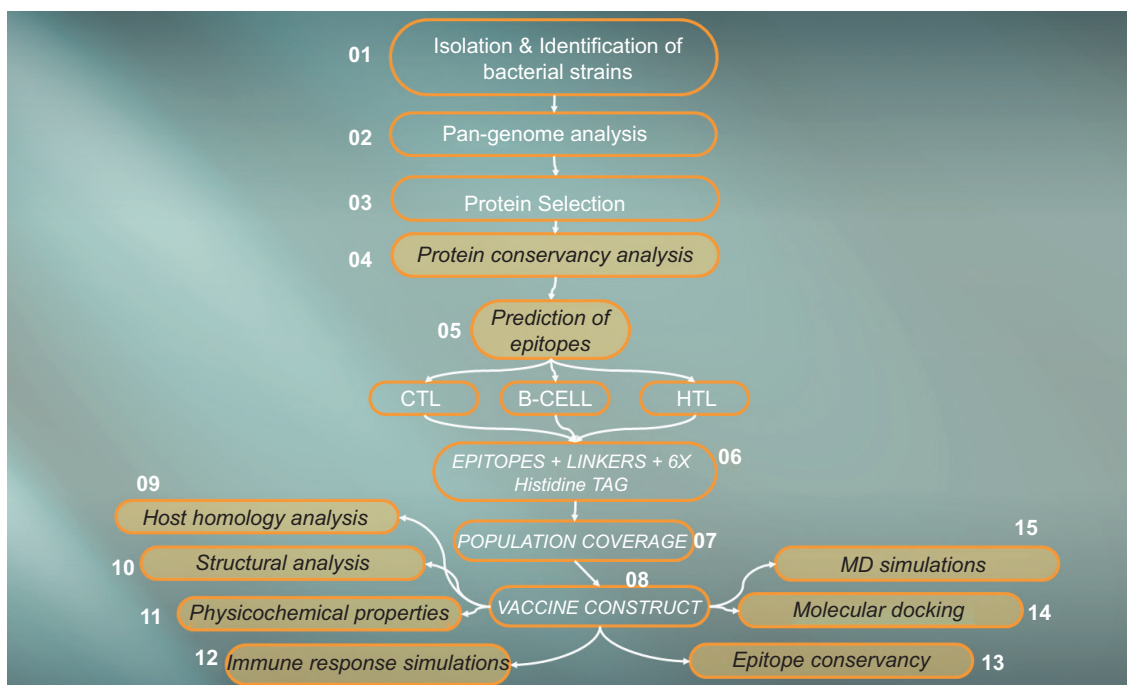 01
Isolation & Identification of
bacterial strains
02
Pan-genome analysis
03
Protein Selection
04
Protein conservancy analysis
05
Prediction of
epitopes
CTL
B-CELL
HTL
EPITOPES + LINKERS + 6X
Histidine TAG
06
POPULATION COVERAGE
07
08
VACCINE CONSTRUCT
09
Host homology analysis
10
Structural analysis
11
Physicochemical properties
12
Immune response simulations
13
Epitope conservancy
14
Molecular docking
15
MD simulations